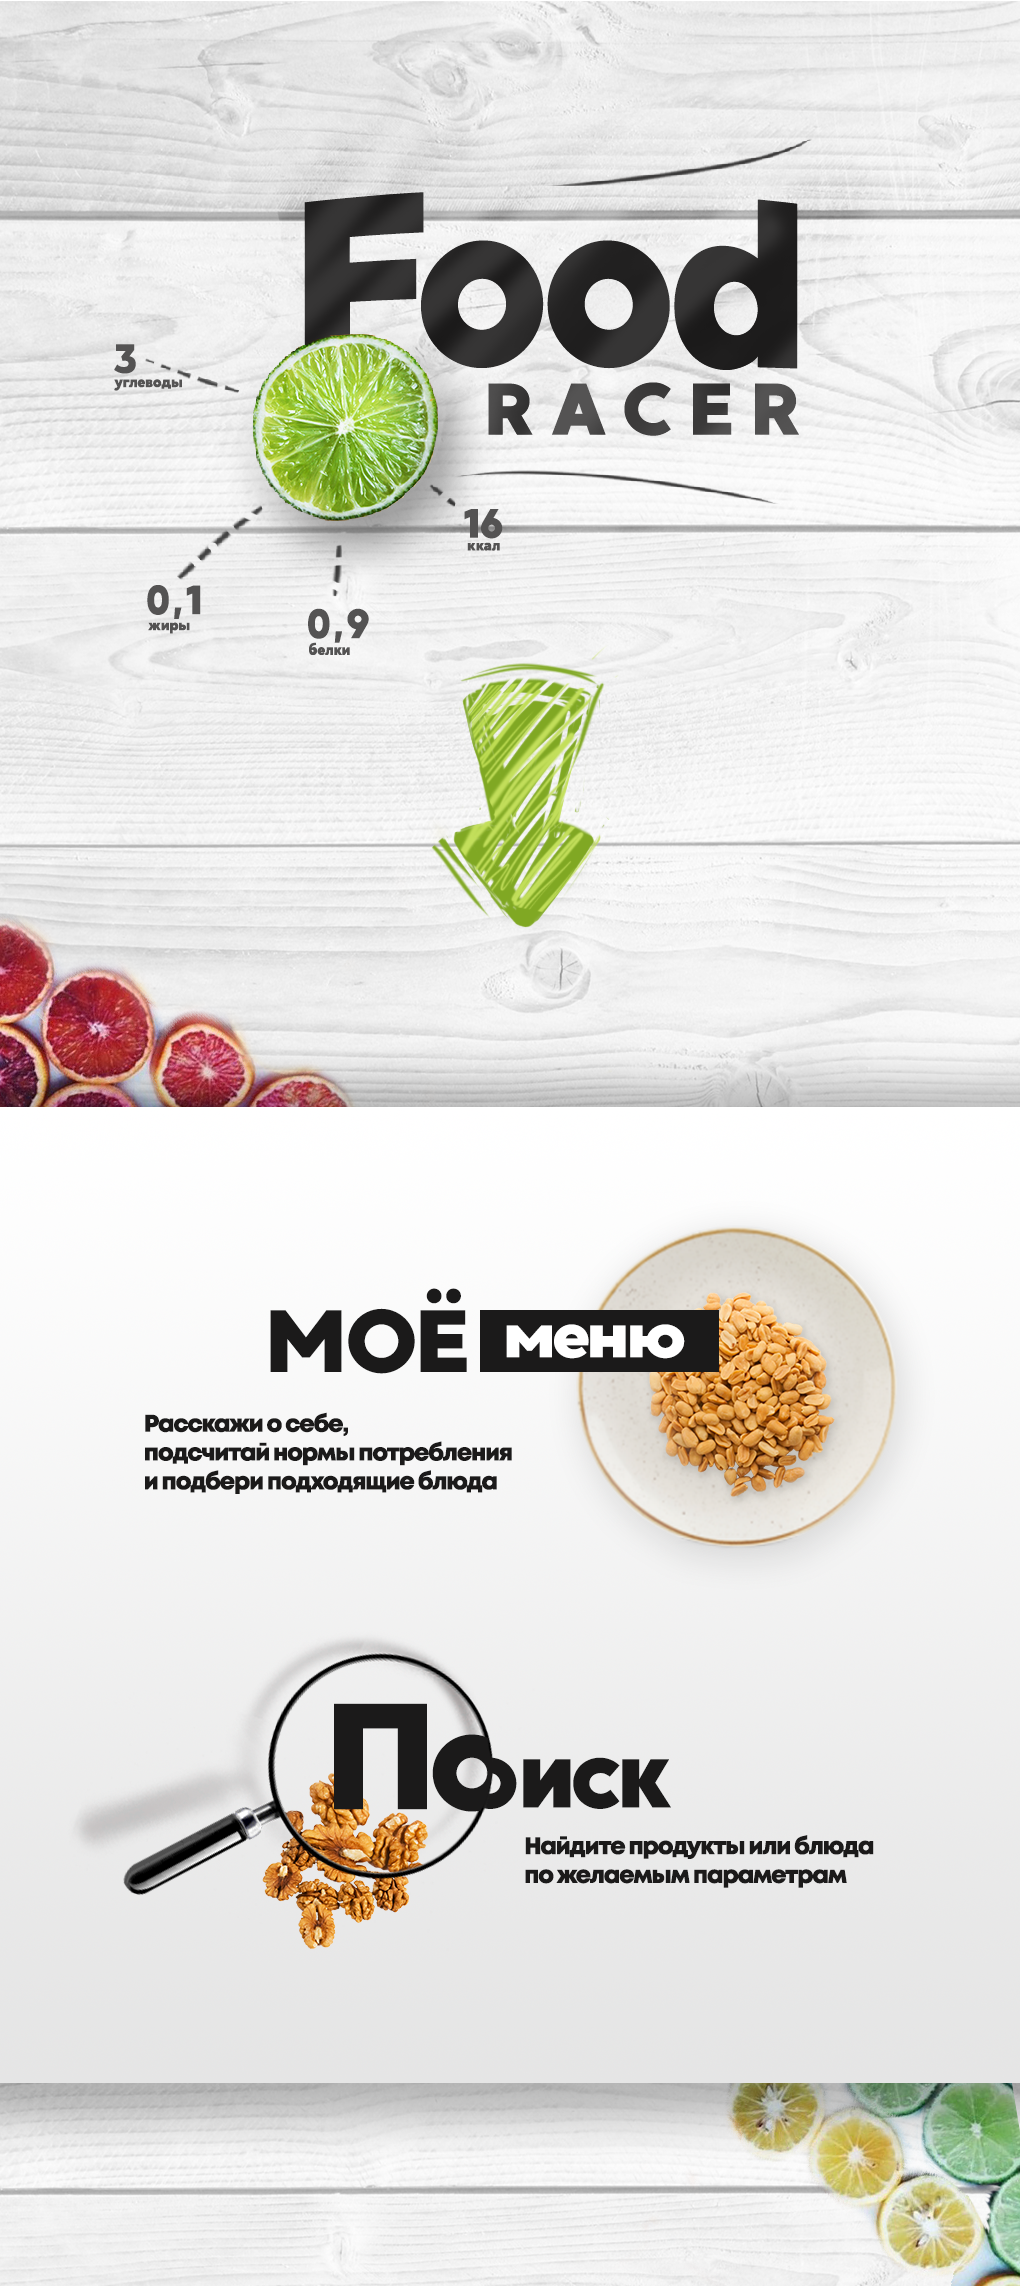 Food
RACER
3
углеводы
16
ккал
0,1
жиры
0,9
белки
МОЁ меню
Расскажи о себе,
подсчитай нормы потребления
и подбери подходящие блюда
Поиск
Найдите продукты или блюда
по желаемым параметрам